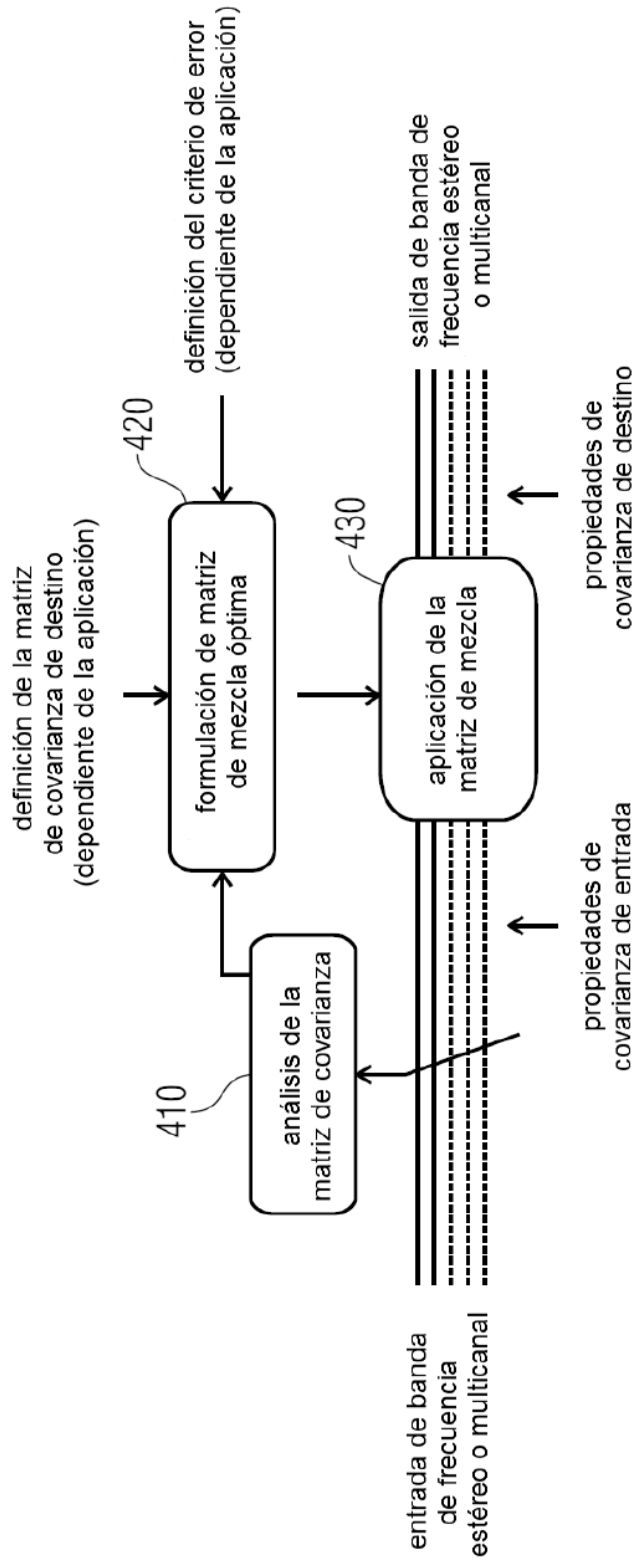 definición de la matriz
de covarianza de destino
(dependiente de la aplicación)
420
definición del criterio de error
(dependiente de la aplicación)
formulación de matriz
de mezcla óptima
410
análisis de la
matriz de covarianza
430
aplicación de la
matriz de mezcla
entrada de banda
de frecuencia
estéreo o multicanal
salida de banda de
frecuencia estéreo
o multicanal
propiedades de
covarianza de entrada
propiedades de
covarianza de destino